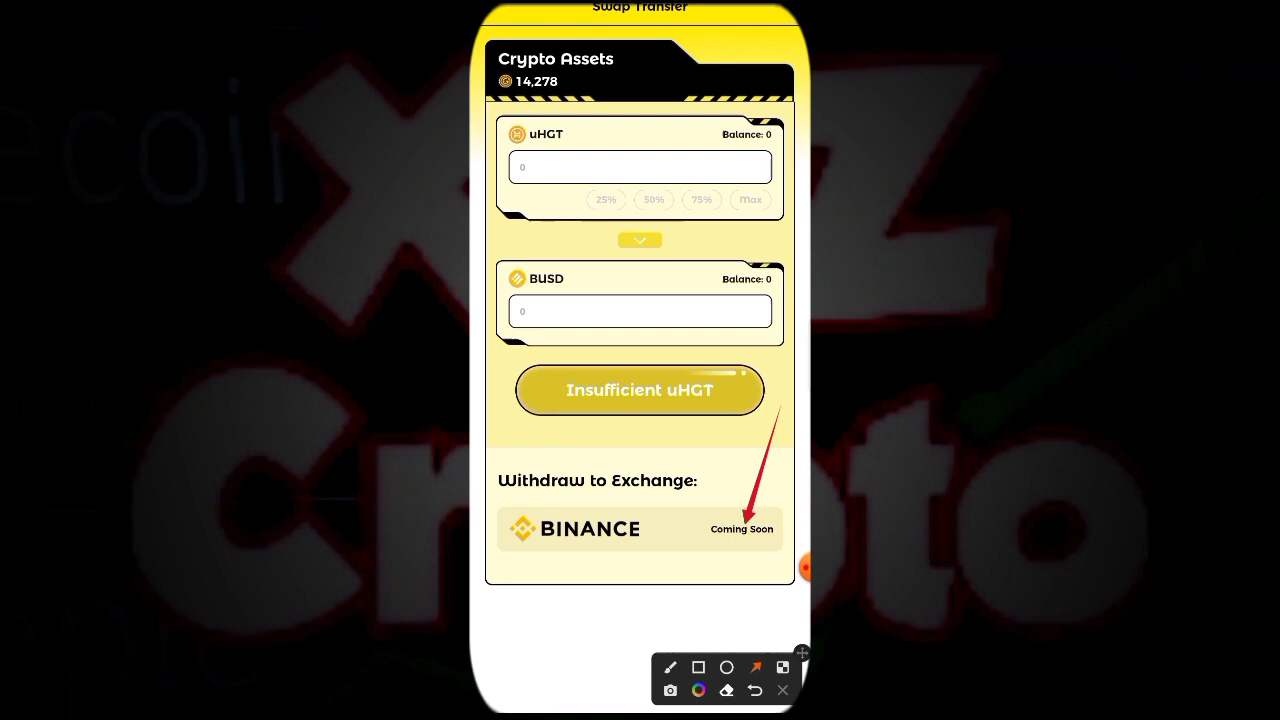 Swap Transfer
Crypto Assets
14,278
uHGT
Balance: 0
0
25% 50% 75% Max
BUSD
Balance: 0
0
Insufficient uHGT
Withdraw to Exchange:
BINANCE
Coming Soon